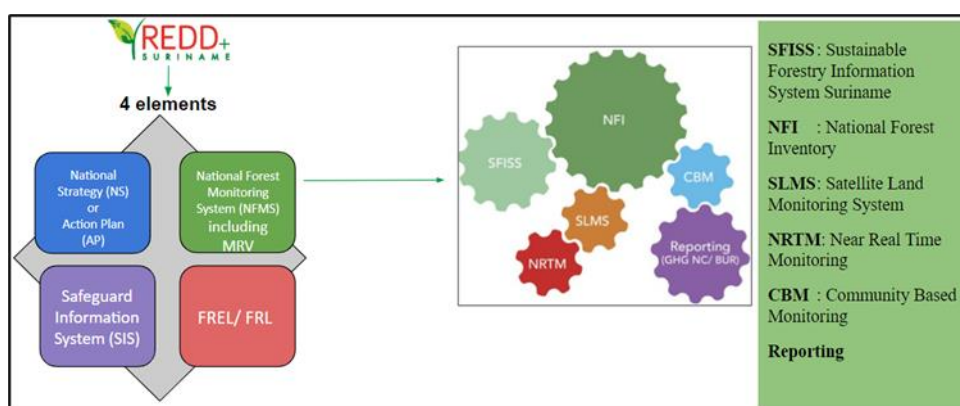 REDD+
SURINAME
4 elements
National
Strategy (NS)
or
Action Plan
(AP)
National Forest
Monitoring
System (NFMS)
including
MRV
Safeguard
Information
System (SIS)
FREL/ FRL
NFI
SFISS
CBM
SLMS
NRTM
Reporting
(GHG NC/ BUR)
SFISS : Sustainable
Forestry Information
System Suriname
NFI : National Forest
Inventory
SLMS: Satellite Land
Monitoring System
NRTM: Near Real Time
Monitoring
CBM : Community Based
Monitoring
Reporting